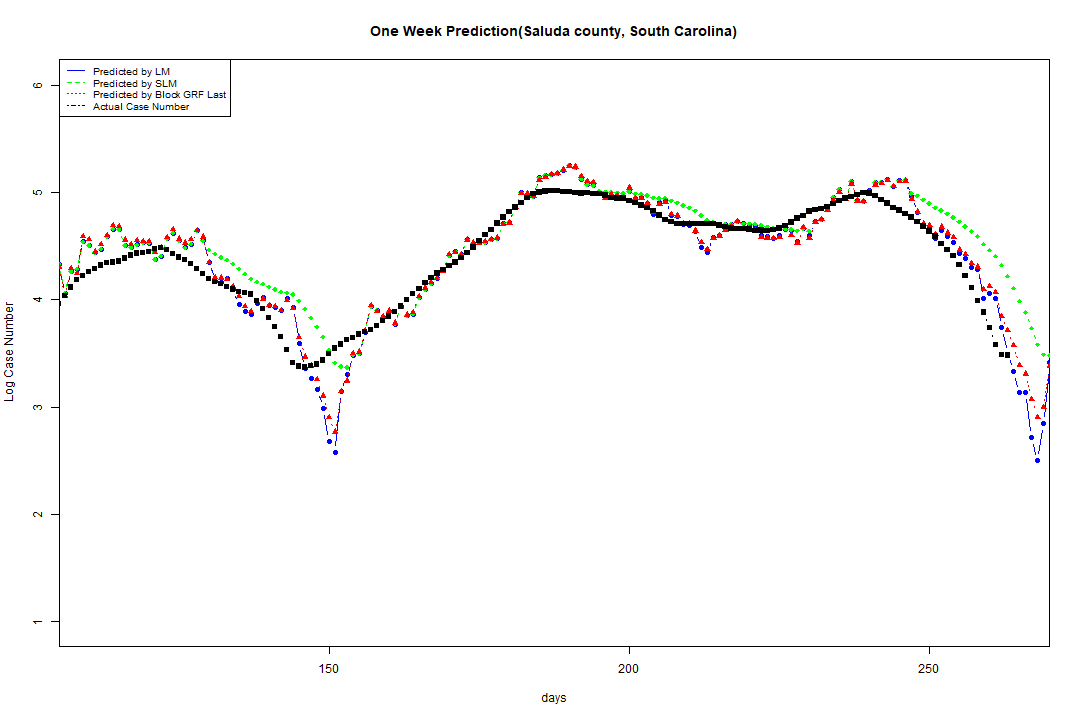 One Week Prediction(Saluda county, South Carolina)
Predicted by LM
Predicted by SLM
Predicted by Block GRF Last
Actual Case Number
6
5
4
3
2
1
Log Case Number
150
200
250
days